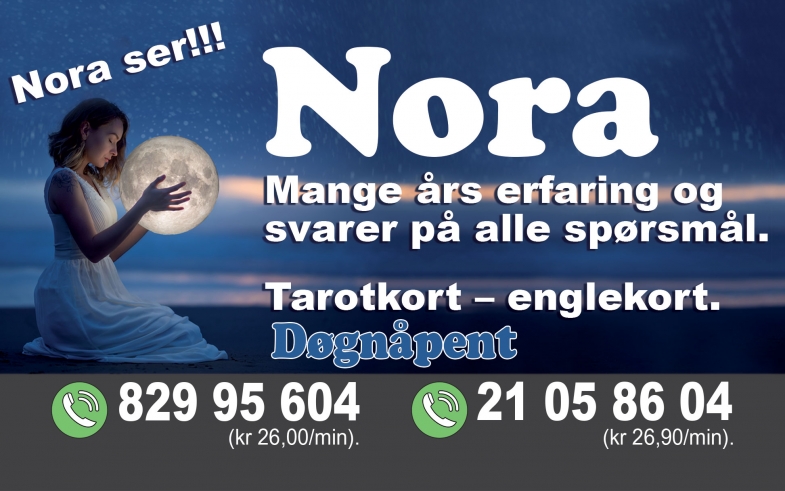 Nora ser!!!
Nora
Mange års erfaring og
svarer på alle spørsmål.
Tarotkort – englekort.
Døgnåpent
829 95 604
(kr 26,00/min).
21 05 86 04
(kr 26,90/min).